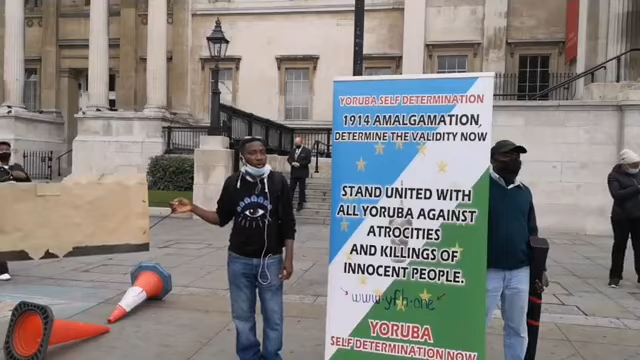 YORUBA SELF DETERMINATION
1914 AMALGAMATION,
DETERMINE THE VALIDITY NOW
STAND UNITED WITH
ALL YORUBA AGAINST
ATROCITIES
AND KILLINGS OF
INNOCENT PEOPLE.
www.yfh.one
YORUBA
SELF DETERMINATION NOW